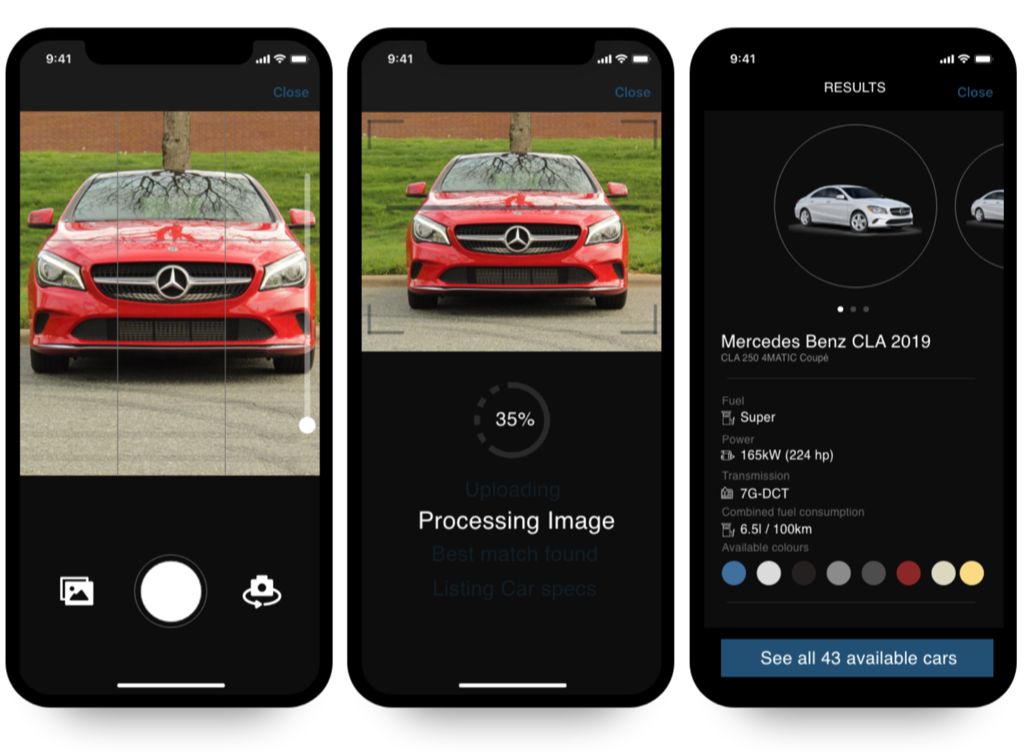 9:41
Close
9:41
Close
35%
Uploading
Processing Image
Best match found
Listing Car specs
9:41
RESULTS
Close
Mercedes Benz CLA 2019
CLA 250 4MATIC Coupé
Fuel
Super
Power
165kW (224 hp)
Transmission
7G-DCT
Combined fuel consumption
6.5l / 100km
Available colours
See all 43 available cars